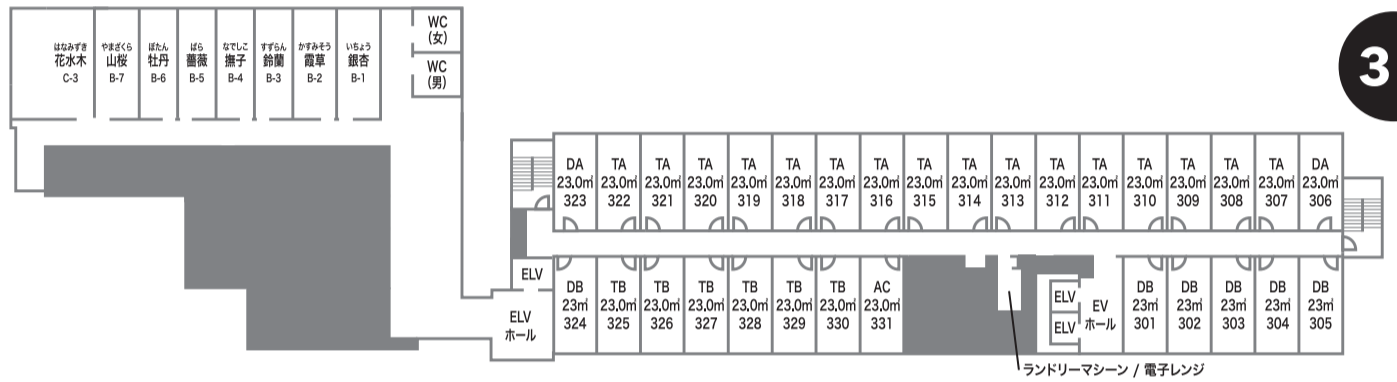 はなみずき
花水木
C-3
やまざくら
山桜
B-7
ぼたん
牡丹
B-6
ばら
薔薇
B-5
なでしこ
撫子
B-4
すずらん
鈴蘭
B-3
かすみそう
霞草
B-2
いちょう
銀杏
B-1
WC
(女)
WC
(男)
3
DA
23.0㎡
323
TA
23.0㎡
322
TA
23.0㎡
321
TA
23.0㎡
320
TA
23.0㎡
319
TA
23.0㎡
318
TA
23.0㎡
317
TA
23.0㎡
316
TA
23.0㎡
315
TA
23.0㎡
314
TA
23.0㎡
313
TA
23.0㎡
312
TA
23.0㎡
311
TA
23.0㎡
310
TA
23.0㎡
309
TA
23.0㎡
308
TA
23.0㎡
307
DA
23.0㎡
306
ELV
ELV
ホール
DB
23㎡
324
TB
23.0㎡
325
TB
23.0㎡
326
TB
23.0㎡
327
TB
23.0㎡
328
TB
23.0㎡
329
TB
23.0㎡
330
AC
23.0㎡
331
ELV
ELV
EV
ホール
DB
23㎡
301
DB
23㎡
302
DB
23㎡
303
DB
23㎡
304
DB
23㎡
305
ランドリーマシーン / 電子レンジ